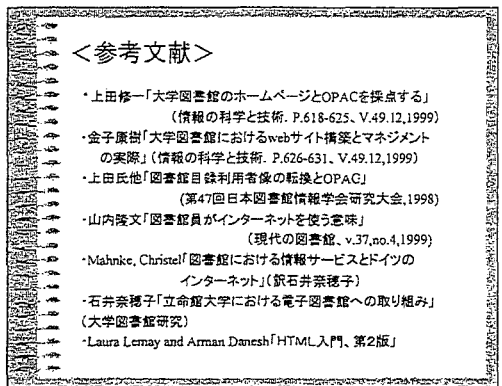 ＜参考文献＞
・上田修一「大学図書館のホームページとOPACを採点する」
(情報の科学と技術. P.618-625、V.49.12,1999)
・金子康樹「大学図書館におけるwebサイト構築とマネジメント
の実際」（情報の科学と技術. P.626-631、V.49.12,1999)
・上田氏他「図書館目録利用者像の転換とOPAC」
(第47回日本図書館情報学会研究大会,1998)
・山内隆文「図書館員がインターネットを使う意味」
(現代の図書館、v.37,no.4,1999)
・Mahnke, Christel「図書館における情報サービスとドイツの
インターネット」（訳石井奈穂子）
・石井奈穂子「立命館大学における電子図書館への取り組み」
（大学図書館研究）
・Laura Lemay and Arman Danesh「HTML入門、第2版」